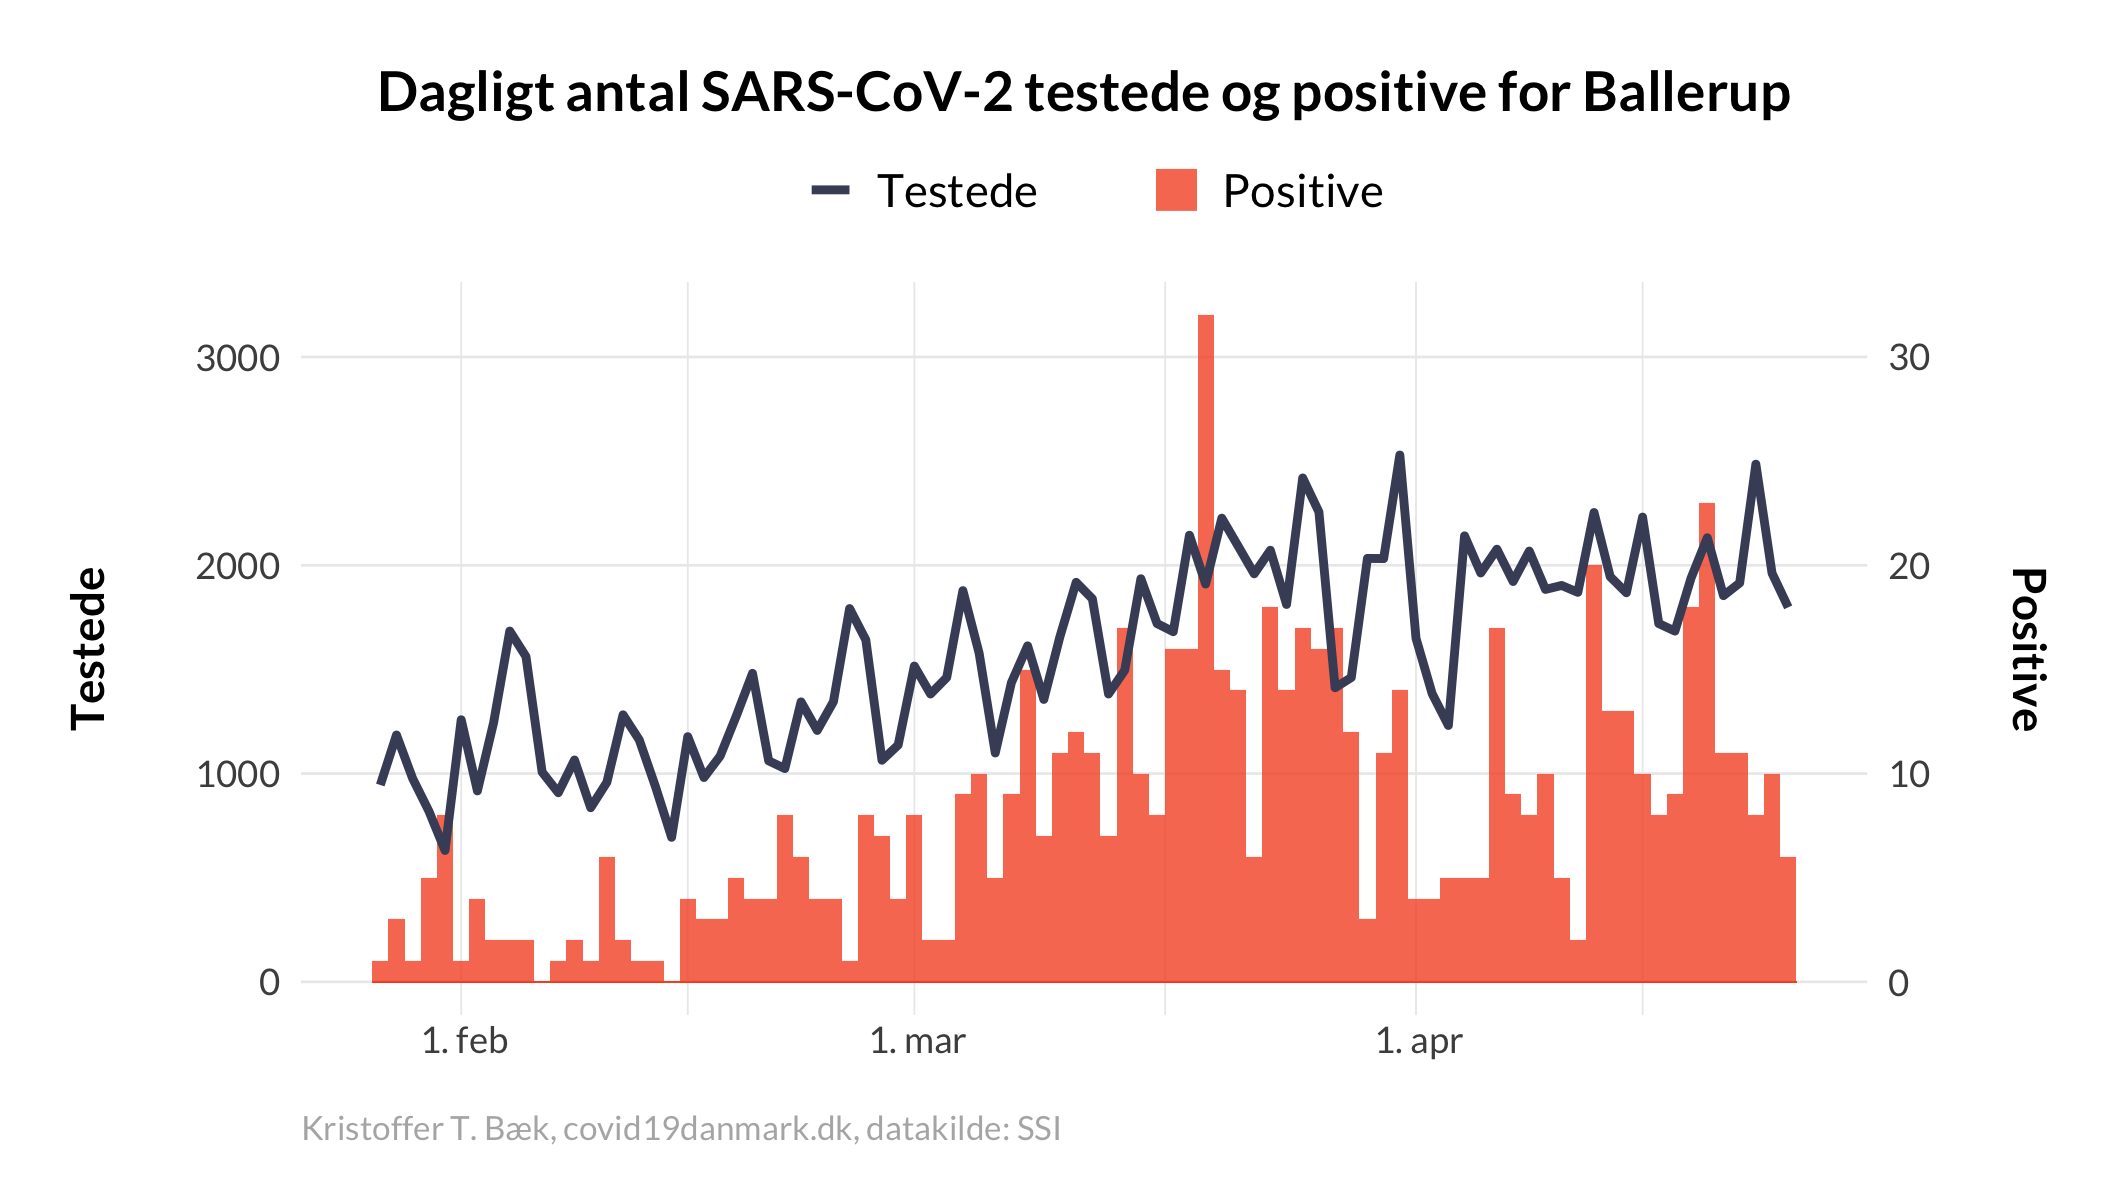 Dagligt antal SARS-CoV-2 testede og positive for Ballerup
Testede
Positive
3000
2000
1000
0
30
20
10
0
Testede
Positive
1. feb
1. mar
1. apr
Kristoffer T. Bæk, covid19danmark.dk, datakilde: SSI